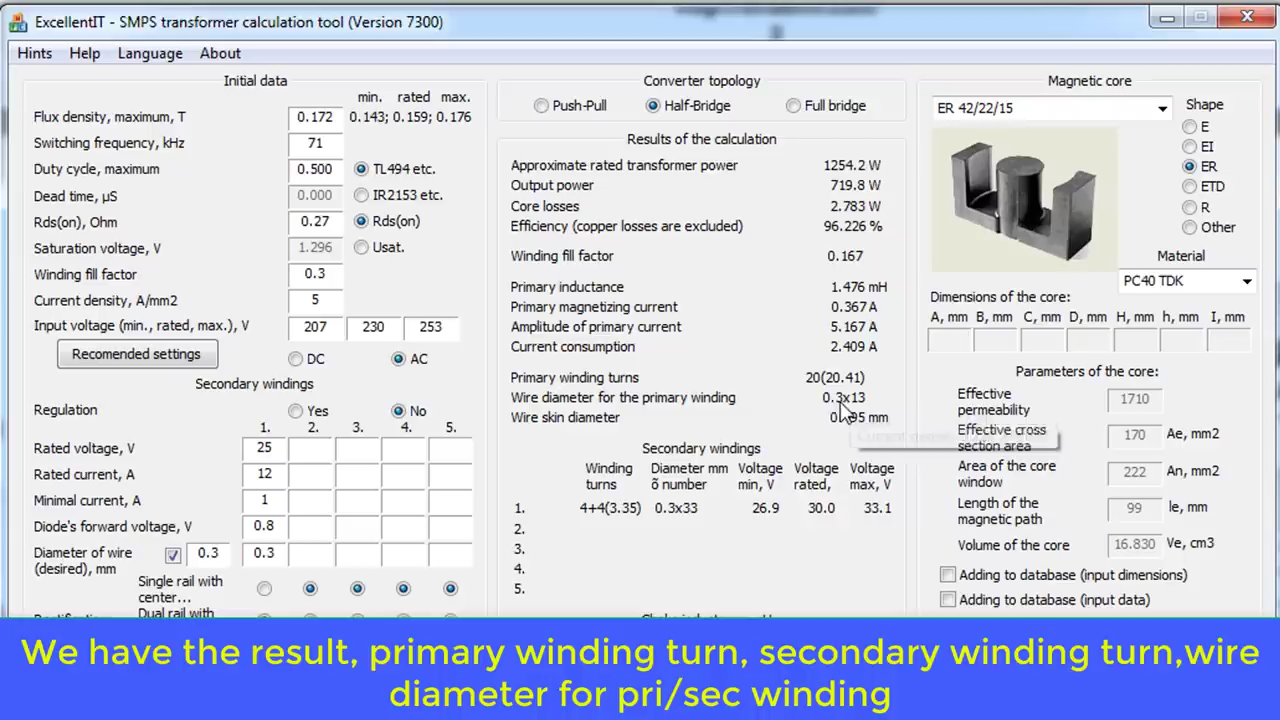 ExcellentIT - SMPS transformer calculation tool (Version 7300)
Hints Help Language About
Initial data
min. rated max.
Flux density, maximum, T 0.172 0.143; 0.159; 0.176
Switching frequency, kHz 71
Duty cycle, maximum 0.500 TL494 etc.
Dead time, µS 0.000 IR2153 etc.
Rds(on), Ohm 0.27 Rds(on)
Saturation voltage, V 1.296 Usat.
Winding fill factor 0.3
Current density, A/mm2 5
Input voltage (min., rated, max.), V 207 230 253
Recomended settings DC AC
Secondary windings
Regulation Yes No
1. 2. 3. 4. 5.
Rated voltage, V 25
Rated current, A 12
Minimal current, A 1
Diode's forward voltage, V 0.8
Diameter of wire
(desired), mm 0.3 0.3
Single rail with
center...
Dual rail with
Converter topology
Push-Pull Half-Bridge Full bridge
Results of the calculation
Approximate rated transformer power 1254.2 W
Output power 719.8 W
Core losses 2.783 W
Efficiency (copper losses are excluded) 96.226 %
Winding fill factor 0.167
Primary inductance 1.476 mH
Primary magnetizing current 0.367 A
Amplitude of primary current 5.167 A
Current consumption 2.409 A
Primary winding turns 20(20.41)
Wire diameter for the primary winding 0.3x13
Wire skin diameter mm
Secondary windings
Winding Diameter mm Voltage Voltage Voltage
turns õ number min, V rated, max, V
1. 4+4(3.35) 0.3x33 26.9 30.0 33.1
2.
3.
4.
5.
Magnetic core
ER 42/22/15
Shape
E
EI
ER
ETD
R
Other
Material
PC40 TDK
Dimensions of the core:
A, mm B, mm C, mm D, mm H, mm h, mm I, mm
Parameters of the core:
Effective
permeability 1710
Effective cross
section area 170 Ae, mm2
Area of the core
window 222 An, mm2
Length of the
magnetic path 99 le, mm
Volume of the core 16.830 Ve, cm3
Adding to database (input dimensions)
Adding to database (input data)
We have the result, primary winding turn, secondary winding turn,wire
diameter for pri/sec winding